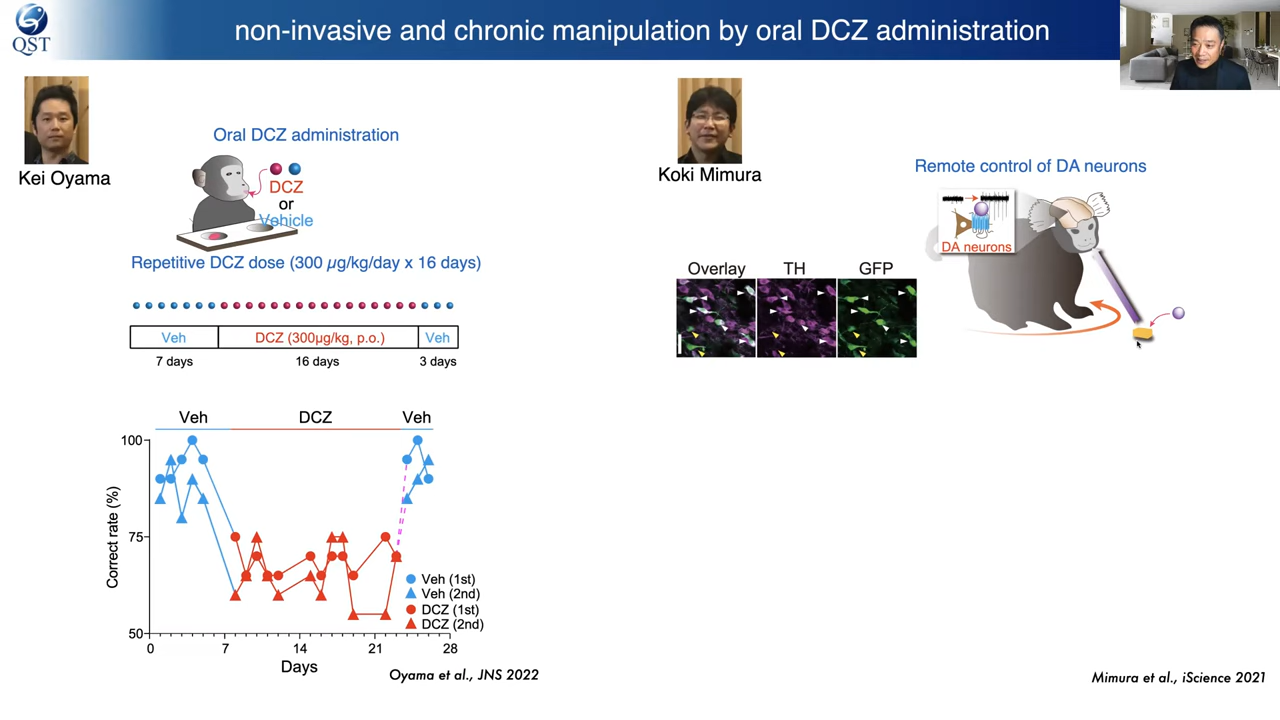 QST
non-invasive and chronic manipulation by oral DCZ administration
Kei Oyama
Oral DCZ administration
DCZ
or
Vehicle
Repetitive DCZ dose (300 µg/kg/day x 16 days)
Veh
DCZ (300µg/kg, p.o.)
Veh
7 days
16 days
3 days
Veh
DCZ
Veh
100
75
50
Correct rate (%)
0
7
14
21
28
Days
Veh (1st)
Veh (2nd)
DCZ (1st)
DCZ (2nd)
Oyama et al., JNS 2022
Koki Mimura
Remote control of DA neurons
DA neurons
Overlay
TH
GFP
Mimura et al., iScience 2021